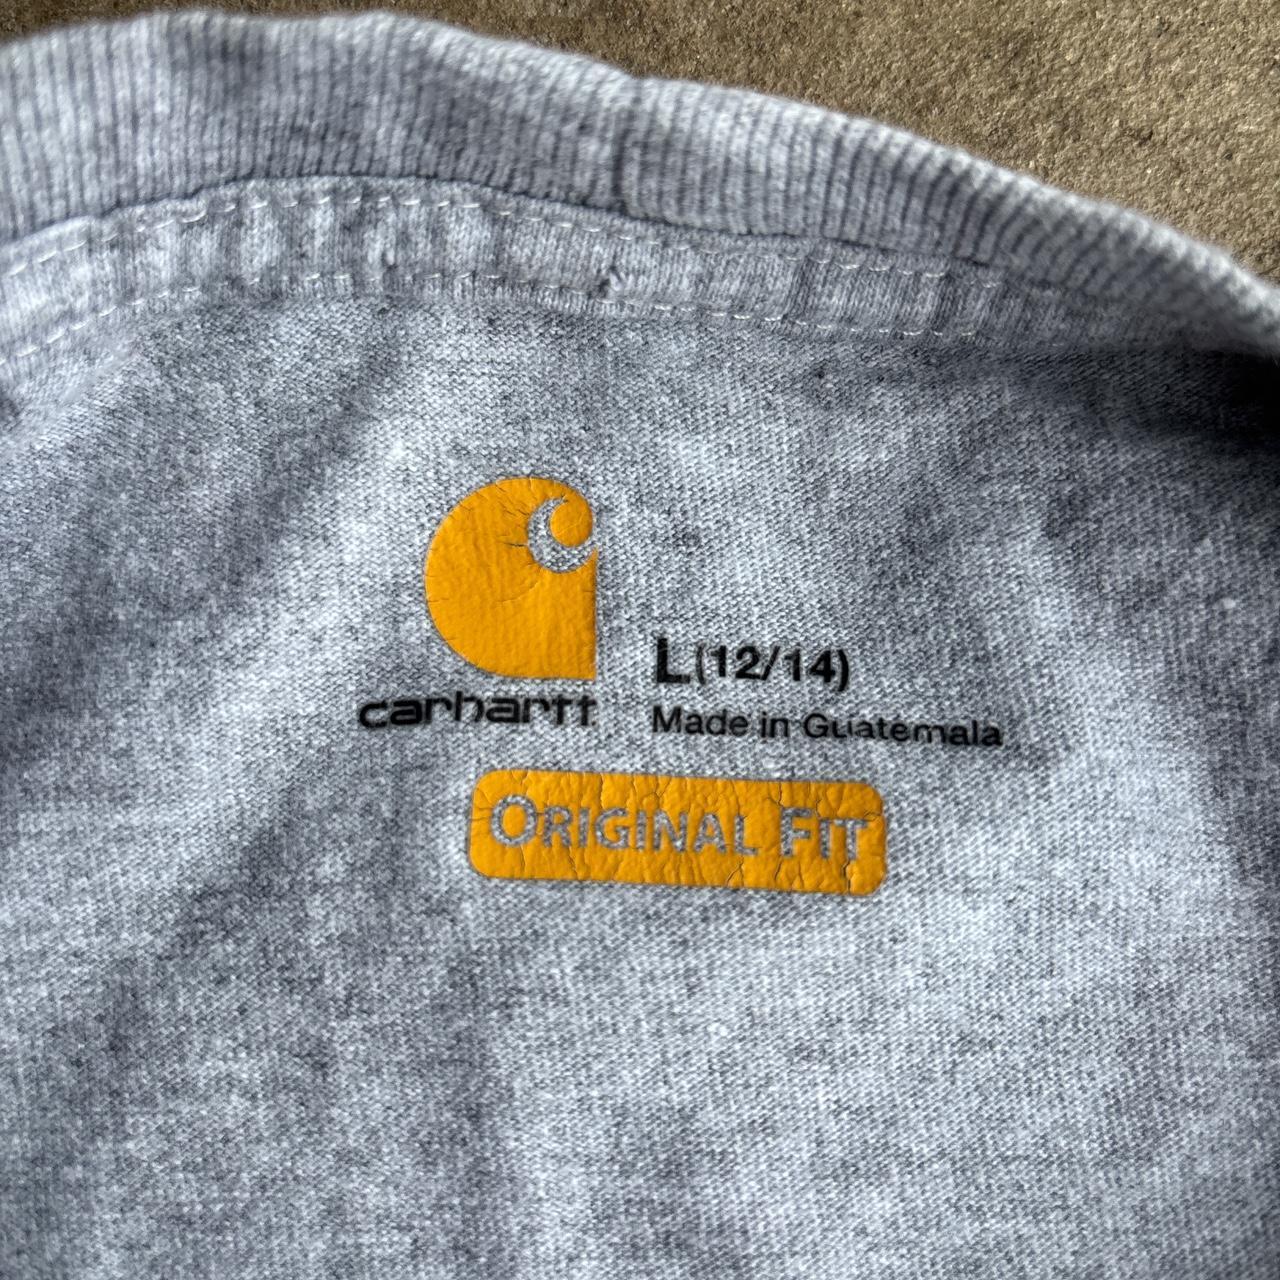 carhartt
L(12/14)
Made in Guatemala
ORIGINAL FIT